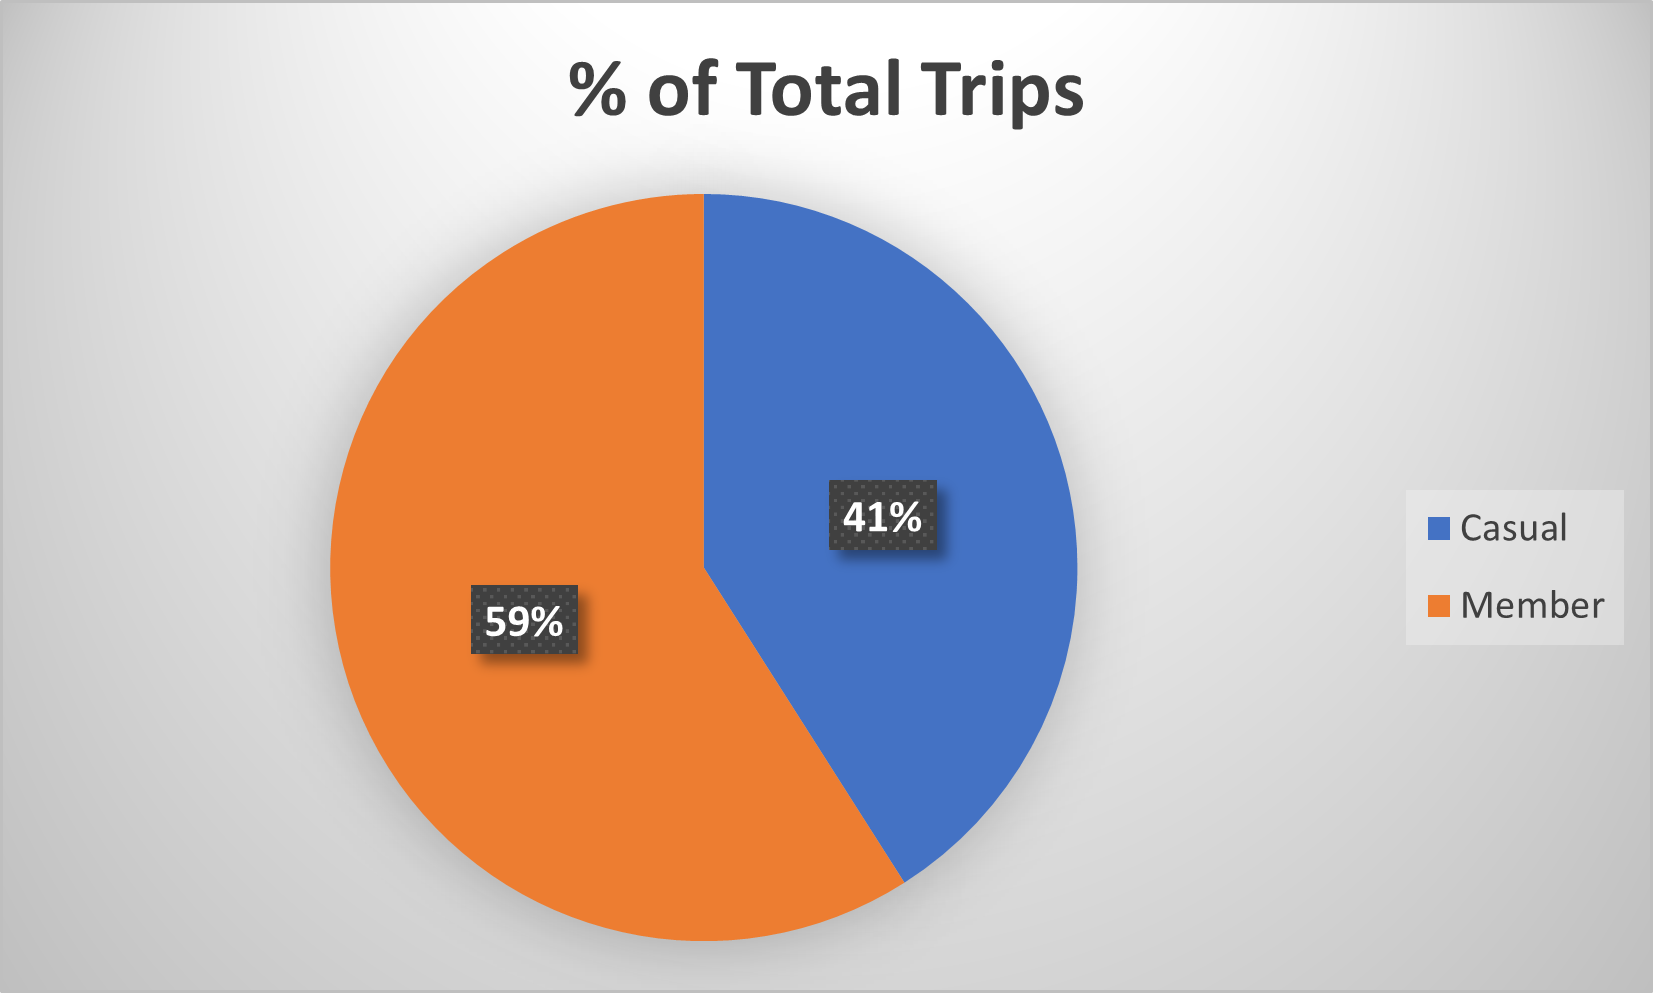 % of Total Trips
41%
59%
Casual
Member